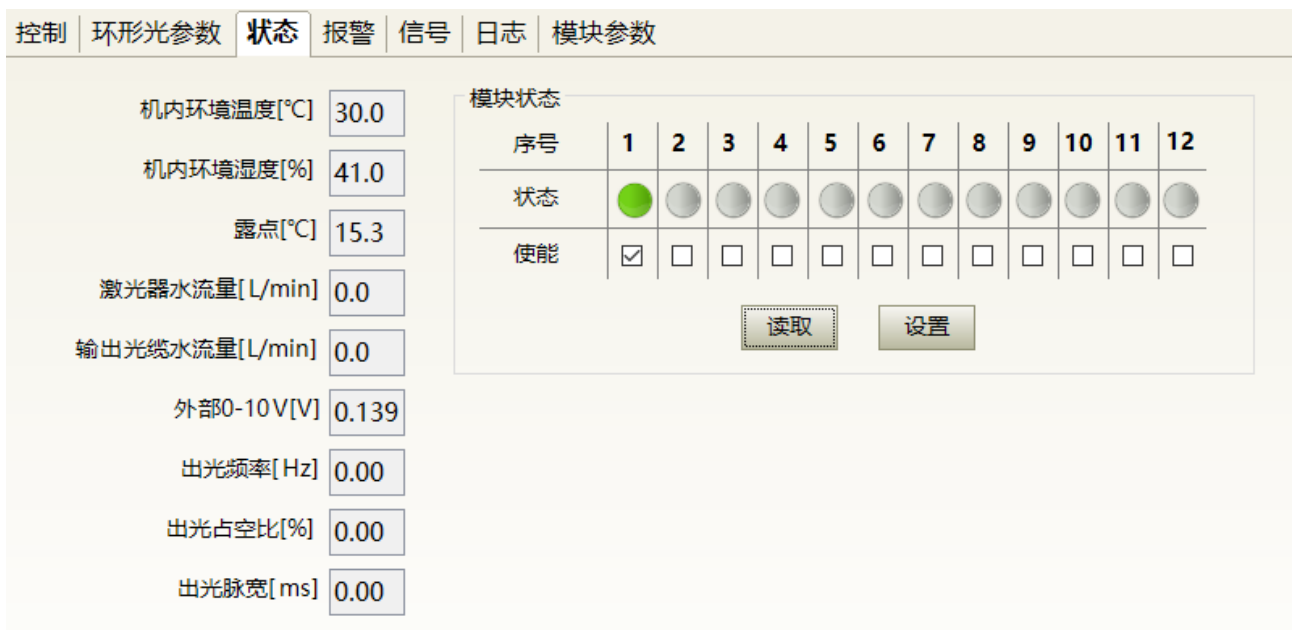 控制 环形光参数 状态 报警 信号 日志 模块参数
机内环境温度[℃] 30.0
机内环境湿度[%] 41.0
露点[℃] 15.3
激光器水流量[L/min] 0.0
输出光缆水流量[L/min] 0.0
外部0-10V[V] 0.139
出光频率[Hz] 0.00
出光占空比[%] 0.00
出光脉宽[ms] 0.00
模块状态
序号 1 2 3 4 5 6 7 8 9 10 11 12
状态
使能
读取 设置